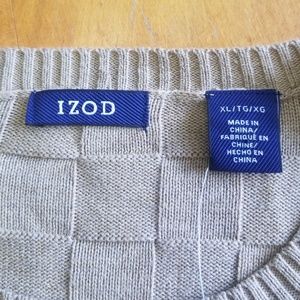 IZOD
XL/TG/XG
MADE IN
CHINA/
FABRIQUÉ EN
CHINE/
HECHO EN
CHINA